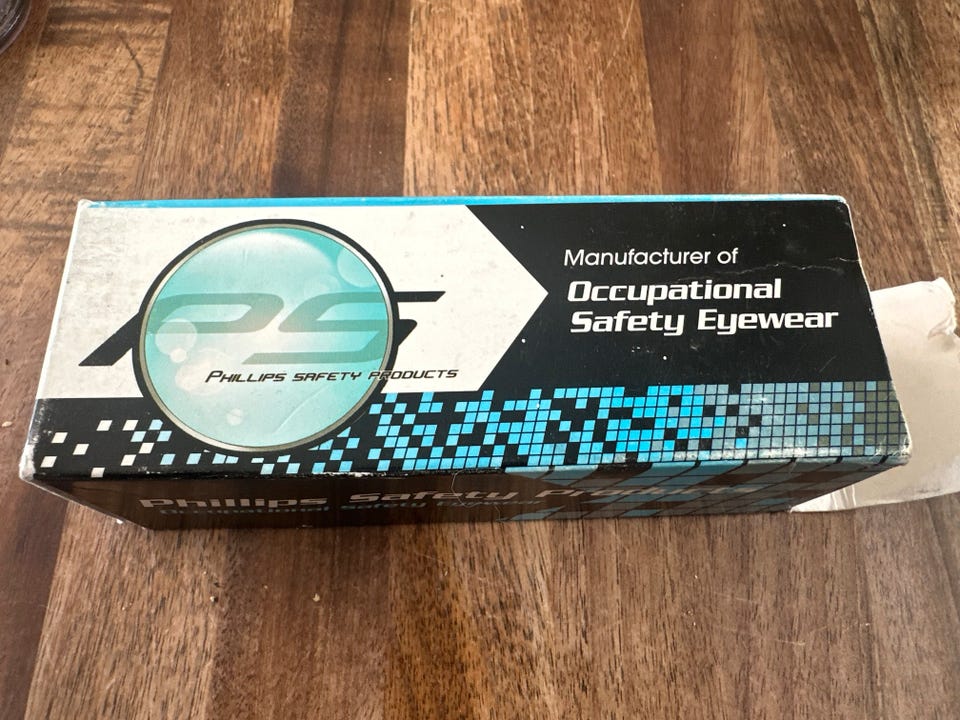 PS
Phillips Safety Products
Manufacturer of
Occupational
Safety Eyewear
Phillips Safety Products
Occupational Safety Eyewear